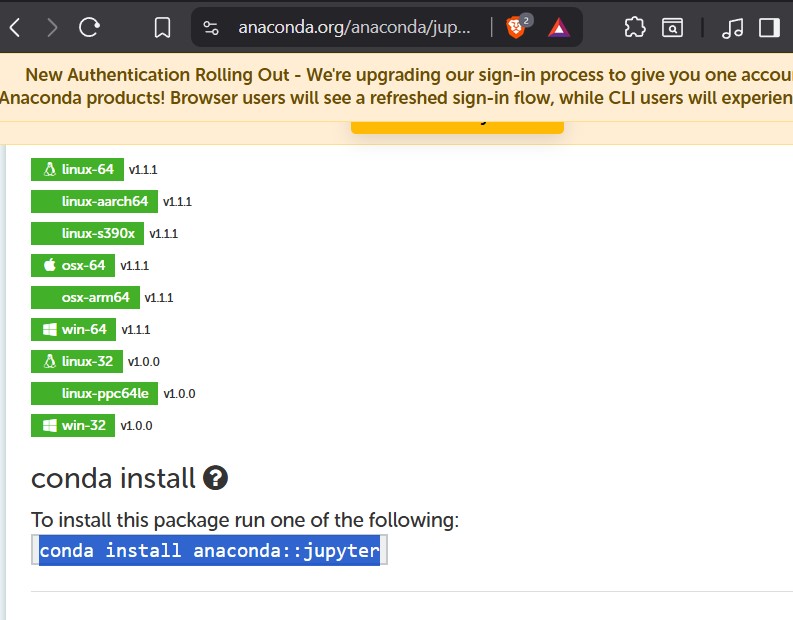 anaconda.org/anaconda/jup...
2
New Authentication Rolling Out - We're upgrading our sign-in process to give you one accou
Anaconda products! Browser users will see a refreshed sign-in flow, while CLI users will experien
linux-64 v1.1.1
linux-aarch64 v1.1.1
linux-s390x v1.1.1
osx-64 v1.1.1
osx-arm64 v1.1.1
win-64 v1.1.1
linux-32 v1.0.0
linux-ppc64le v1.0.0
win-32 v1.0.0
conda install ?
To install this package run one of the following:
conda install anaconda::jupyter